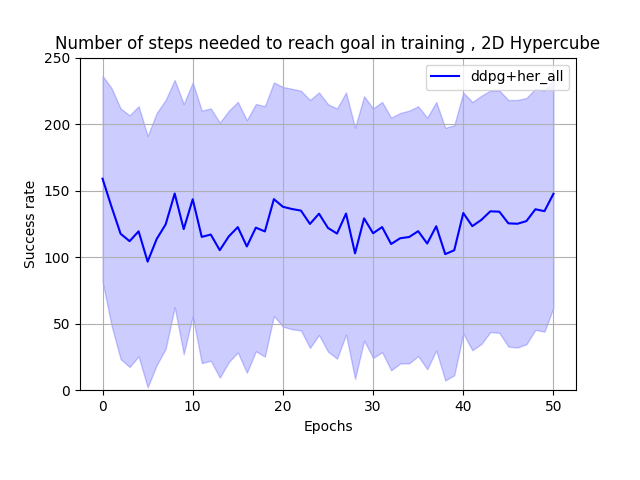 Number of steps needed to reach goal in training , 2D Hypercube
ddpg+her_all
Success rate
250
200
150
100
50
0
0 10 20 30 40 50
Epochs